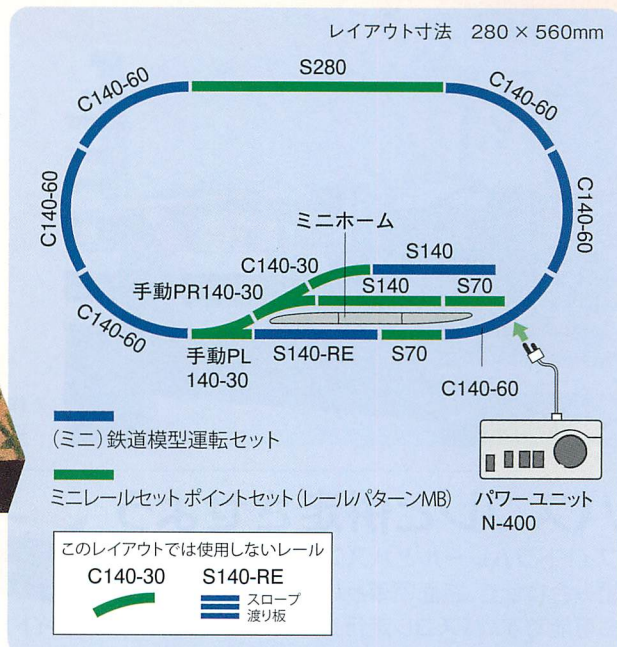 レイアウト寸法　280×560mm
S280
C140-60
C140-60
C140-60
C140-60
ミニホーム
C140-30
S140
手動PR140-30
S140
S70
C140-60
手動PL
140-30
S140-RE
S70
C140-60
(ミニ)鉄道模型運転セット
ミニレールセット ポイントセット(レールパターンMB)
パワーユニット
N-400
このレイアウトでは使用しないレール
C140-30
S140-RE
スロープ
渡り板